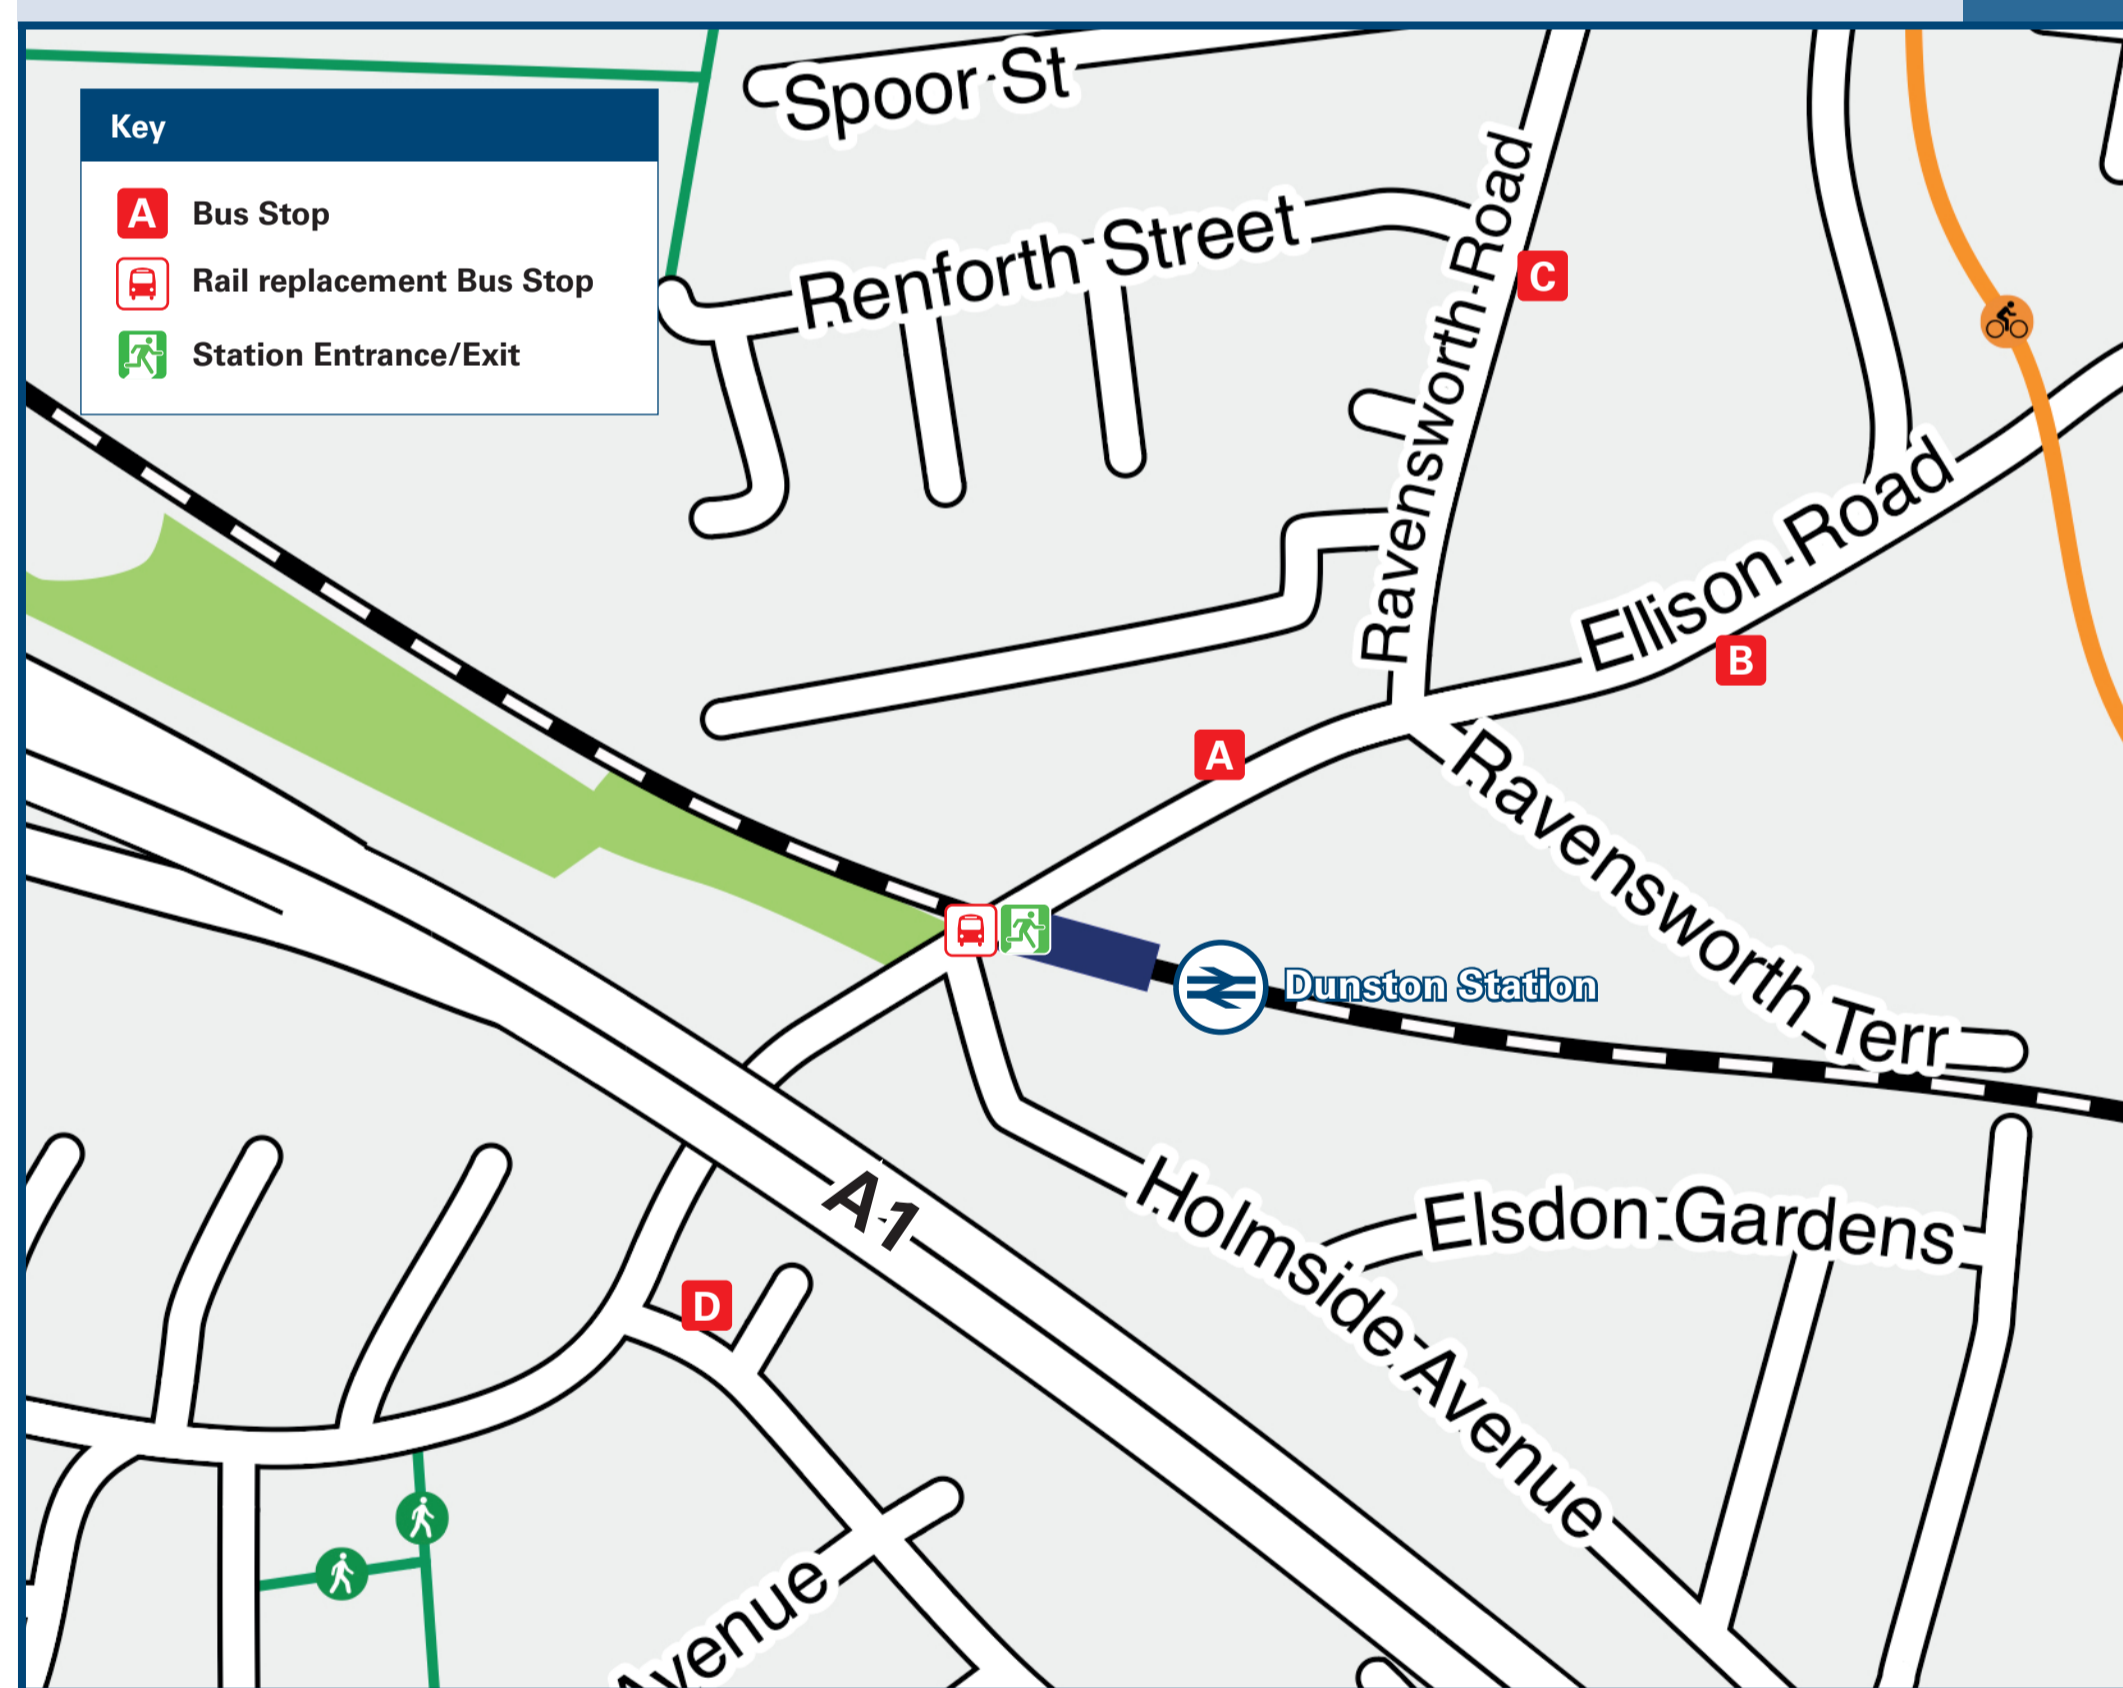 Spoor St
Key
A Bus Stop
Rail replacement Bus Stop
Station Entrance/Exit
Renforth Street
Ravensworth Road
C
Ellison Road
B
A
Ravensworth Terr
Dunston Station
A1
Holmside Avenue
Elsdon Gardens
D
Avenue